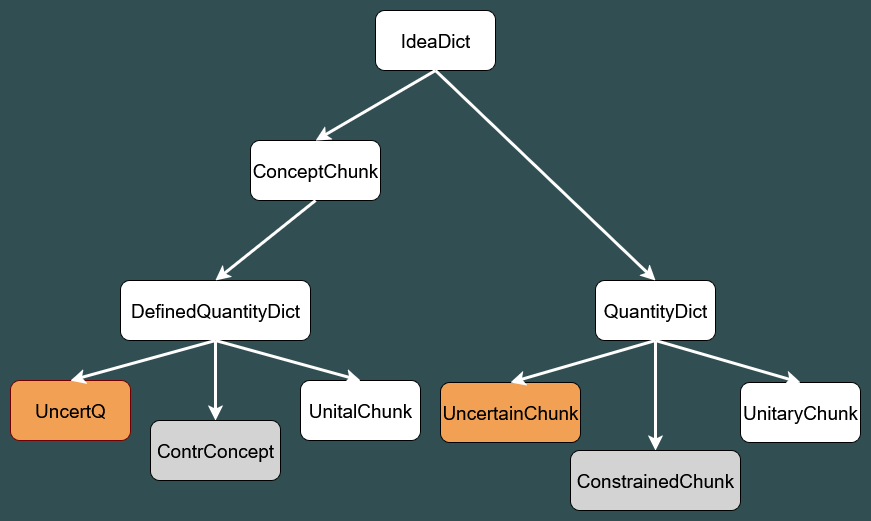 IdeaDict
ConceptChunk
DefinedQuantityDict
QuantityDict
UncertQ
ContrConcept
UnitalChunk
UncertainChunk
ConstrainedChunk
UnitaryChunk